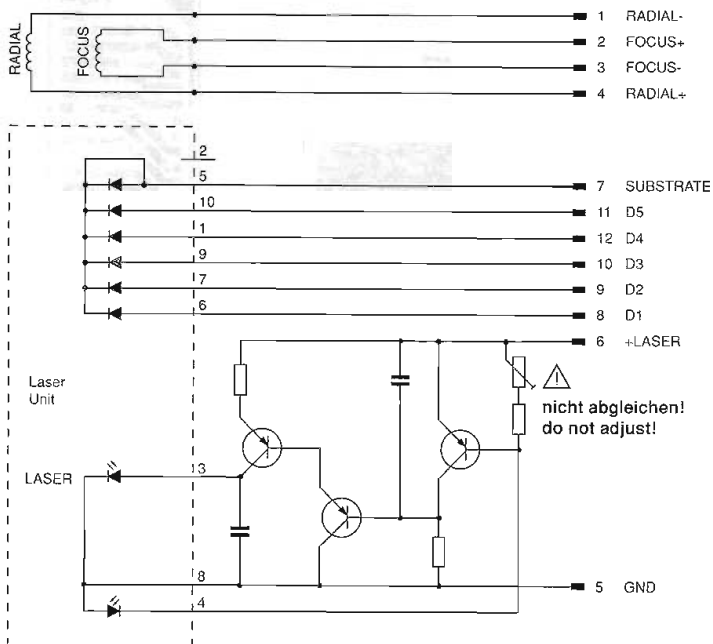 RADIAL
FOCUS
1 RADIAL-
2 FOCUS+
3 FOCUS-
4 RADIAL+
2
5
7 SUBSTRATE
10
11 D5
1
12 D4
9
10 D3
7
9 D2
6
8 D1
6 +LASER
Laser
Unit
nicht abgleichen!
do not adjust!
LASER
3
8
5 GND
4